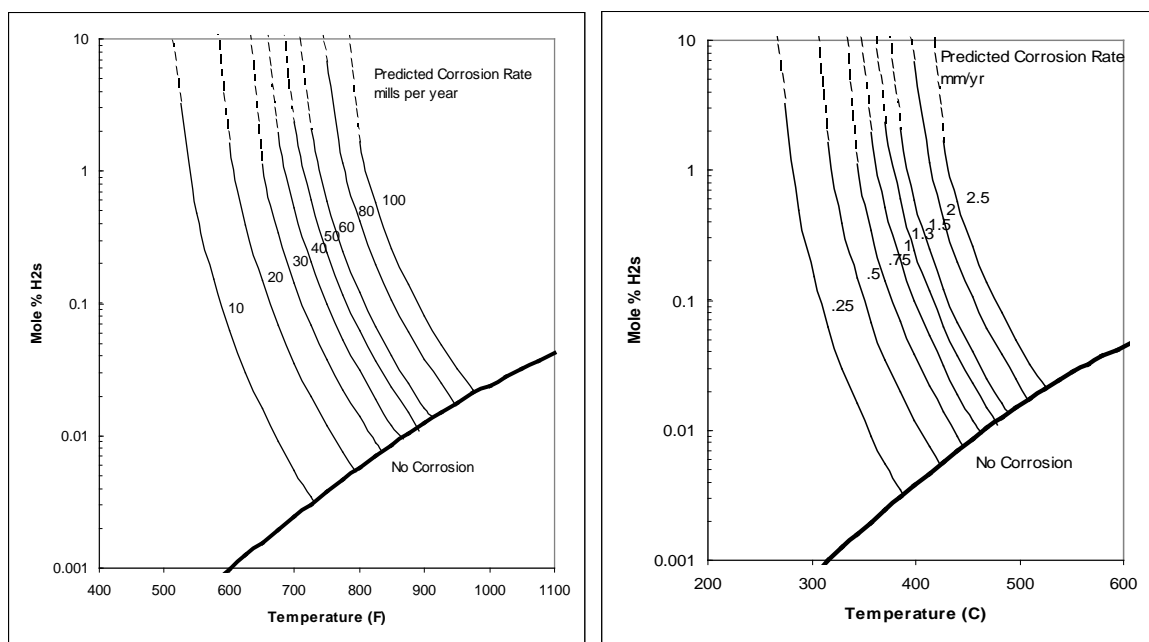 10
1
0.1
0.01
0.001
Mole % H2s
400 500 600 700 800 900 1000 1100
Temperature (F)
Predicted Corrosion Rate
mills per year
10
20
30
40
50
60
80
100
No Corrosion
10
1
0.1
0.01
0.001
Mole % H2S
200 300 400 500 600
Temperature (C)
Predicted Corrosion Rate
mm/yr
.25
.5
.75
1
1.3
1.5
2
2.5
No Corrosion